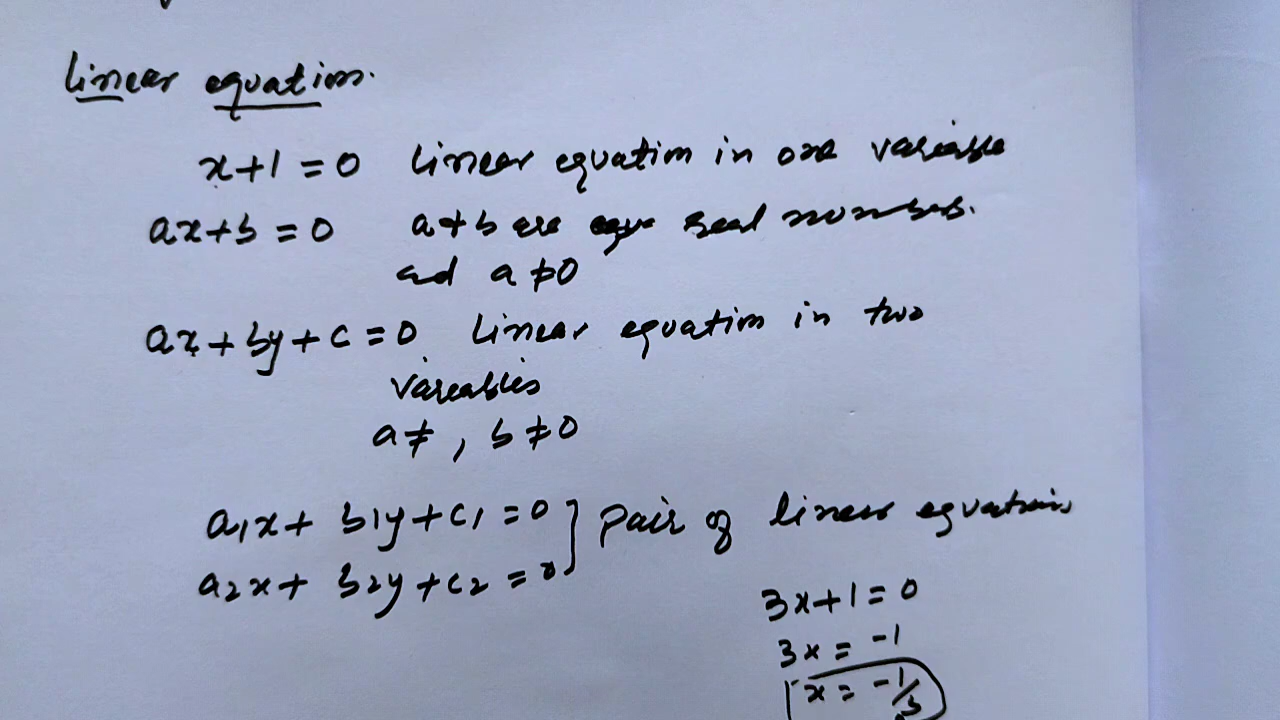 linear equation.
x+1 = 0 linear equation in one variable
ax+b = 0 a & b are real numbers.
and a ≠ 0
ax + by + c = 0 linear equation in two
variables
a ≠ , b ≠ 0
a1x + b1y + c1 = 0 ] pair of linear equations
a2x + b2y + c2 = 0
3x+1 = 0
3x = -1
x = -1/3